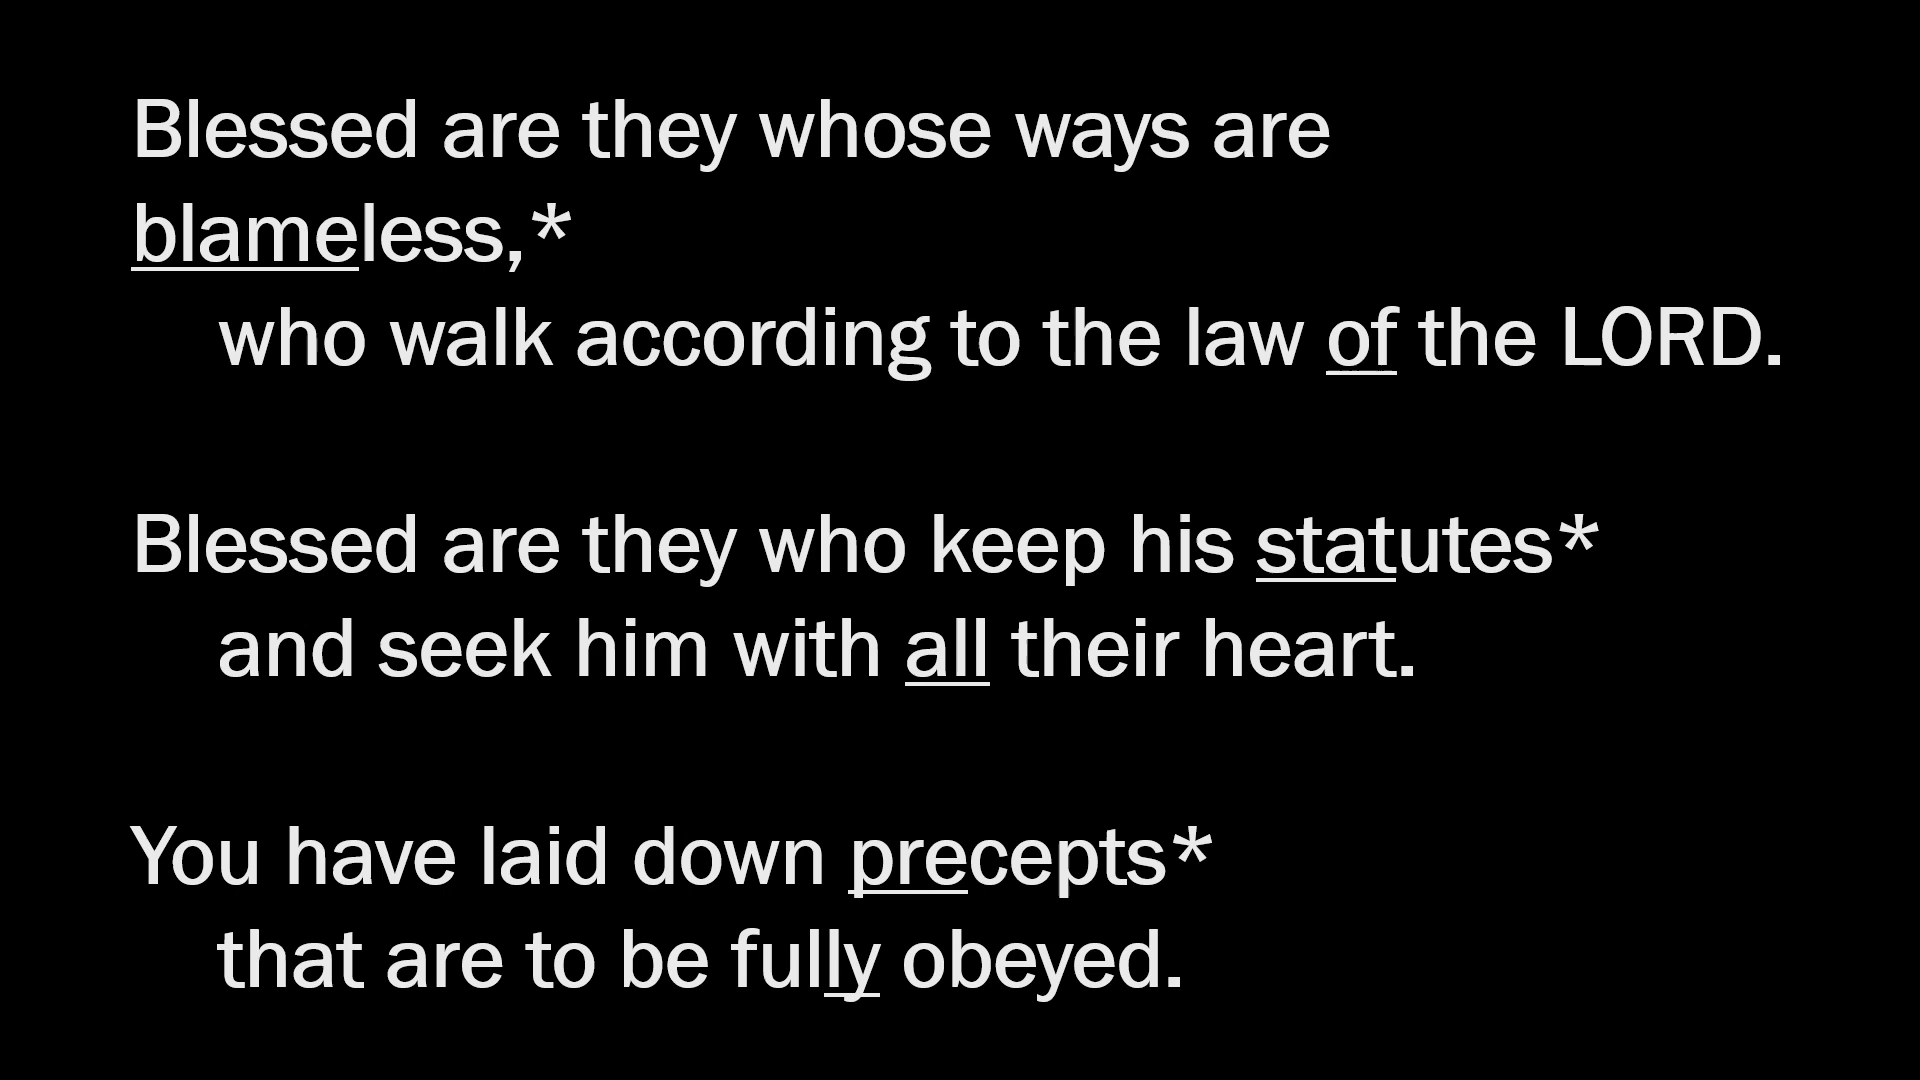 Blessed are they whose ways are
blameless,*
who walk according to the law of the LORD.
Blessed are they who keep his statutes*
and seek him with all their heart.
You have laid down precepts*
that are to be fully obeyed.